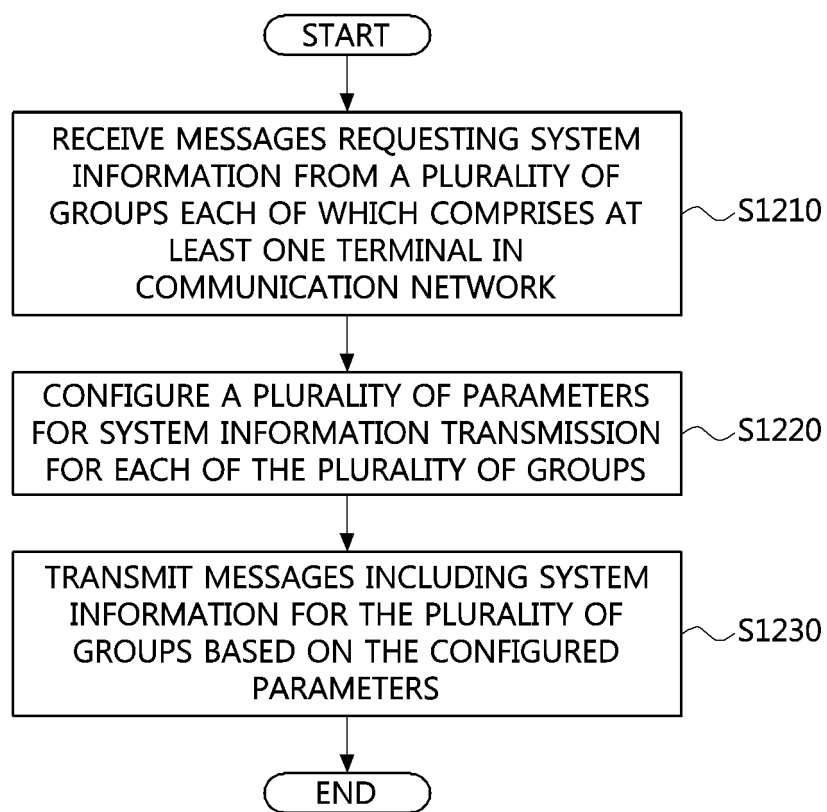 START
RECEIVE MESSAGES REQUESTING SYSTEM
INFORMATION FROM A PLURALITY OF
GROUPS EACH OF WHICH COMPRISES AT
LEAST ONE TERMINAL IN
COMMUNICATION NETWORK
S1210
CONFIGURE A PLURALITY OF PARAMETERS
FOR SYSTEM INFORMATION TRANSMISSION
FOR EACH OF THE PLURALITY OF GROUPS
S1220
TRANSMIT MESSAGES INCLUDING SYSTEM
INFORMATION FOR THE PLURALITY OF
GROUPS BASED ON THE CONFIGURED
PARAMETERS
S1230
END